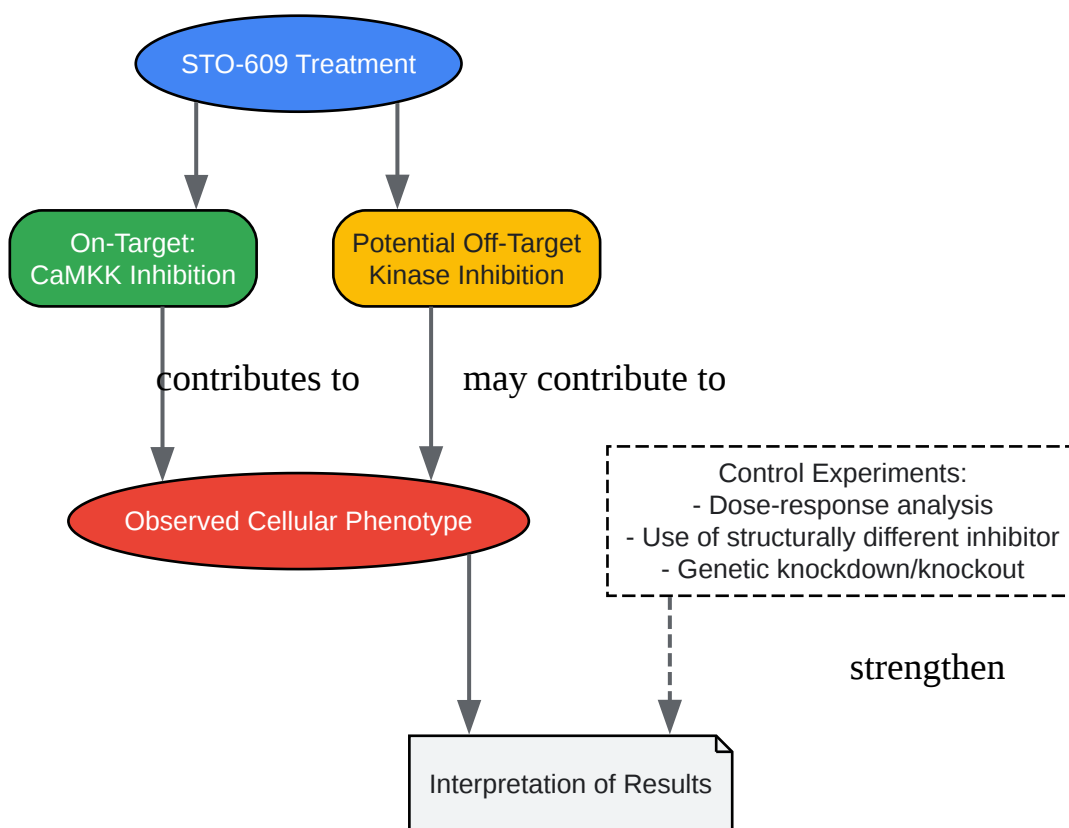 STO-609 Treatment
On-Target:
CaMKK Inhibition
Potential Off-Target
Kinase Inhibition
contributes to
may contribute to
Control Experiments:
- Dose-response analysis
- Use of structurally different inhibitor
- Genetic knockdown/knockout
Observed Cellular Phenotype
strengthen
Interpretation of Results